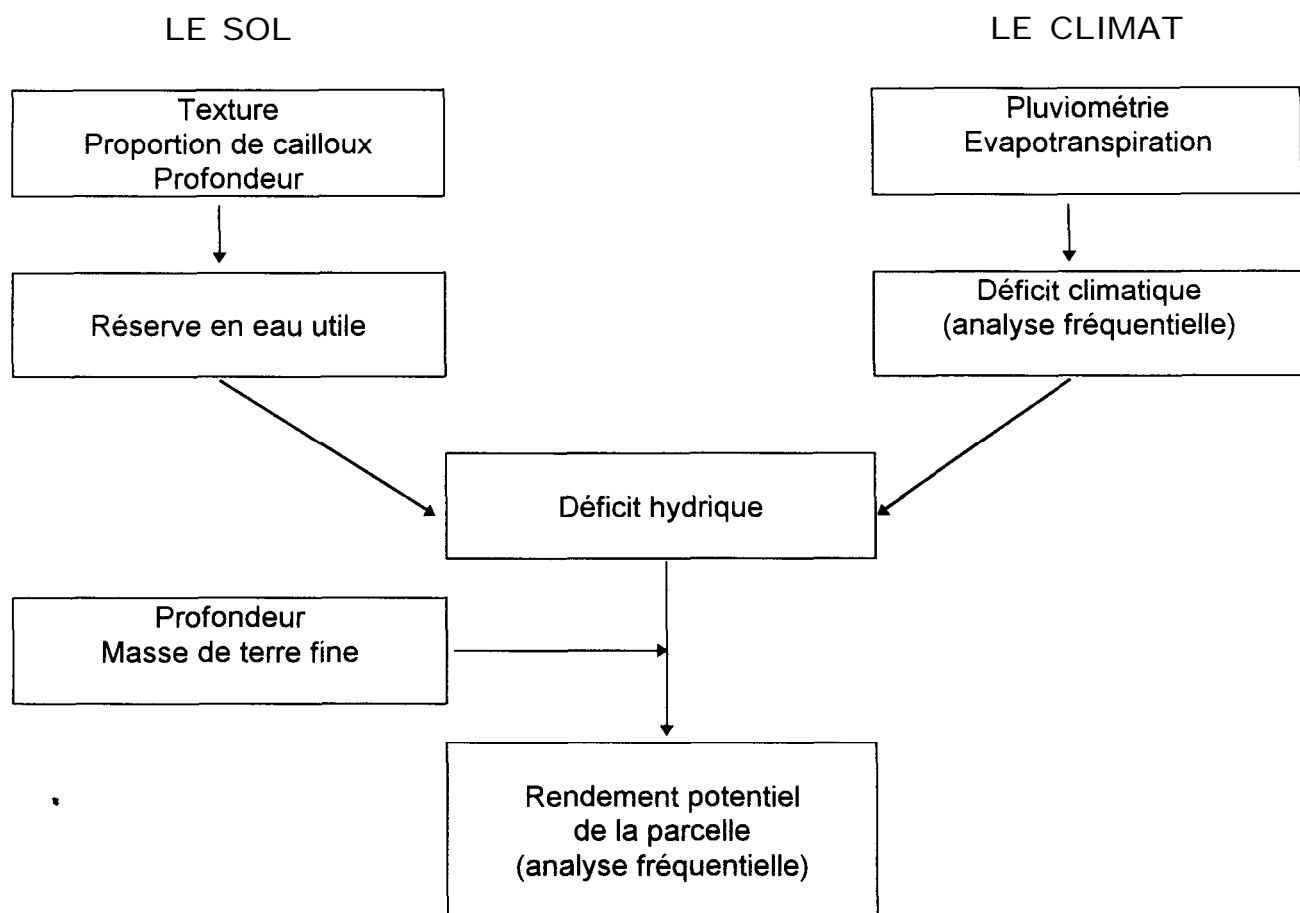 LE SOL
LE CLIMAT
Texture
Proportion de cailloux
Profondeur
Pluviométrie
Evapotranspiration
Réserve en eau utile
Déficit climatique
(analyse fréquentielle)
Déficit hydrique
Profondeur
Masse de terre fine
Rendement potentiel
de la parcelle
(analyse fréquentielle)